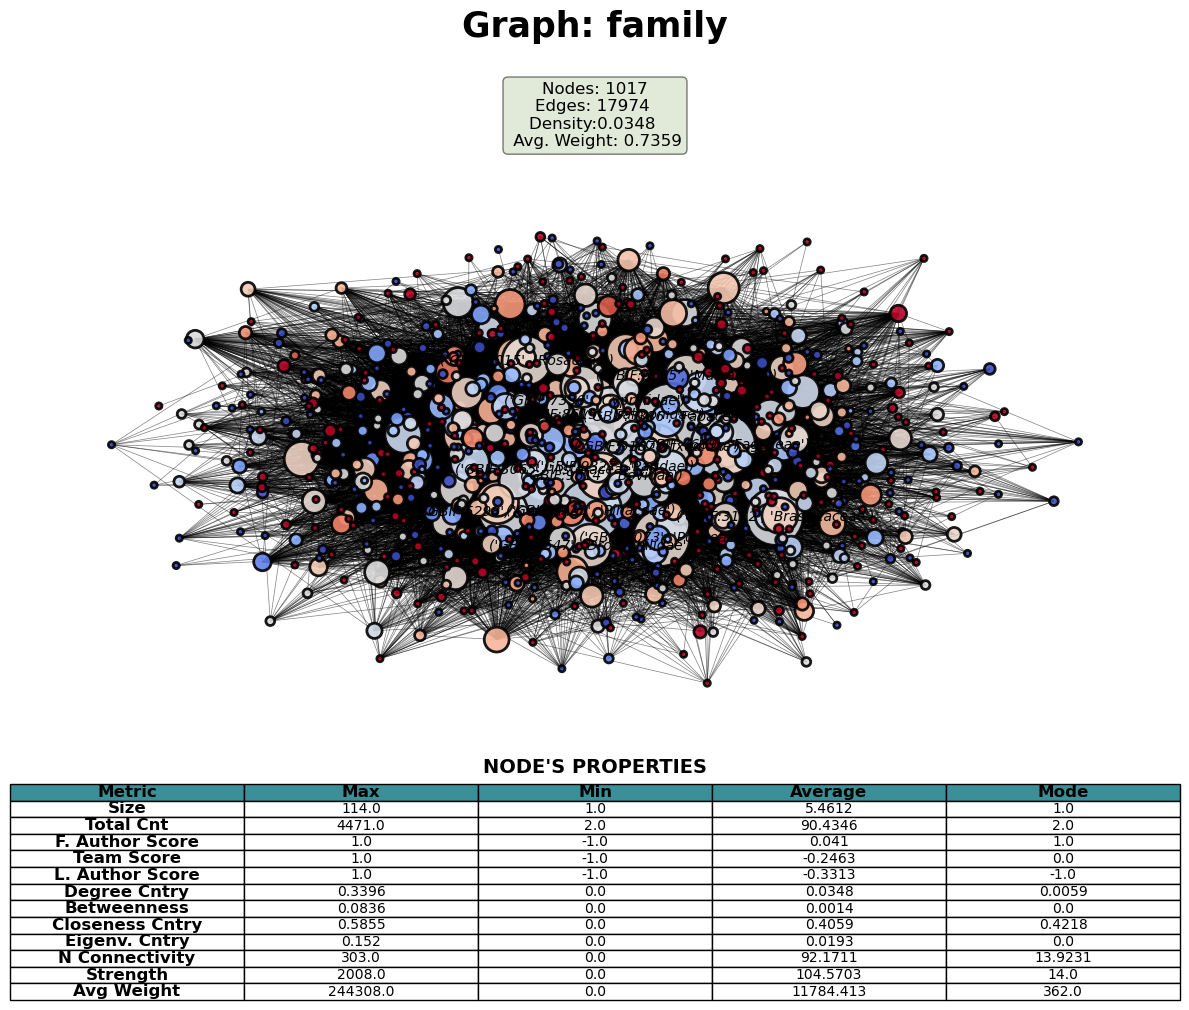 Graph: family
Nodes: 1017
Edges: 17974
Density:0.0348
Avg. Weight: 0.7359
NODE'S PROPERTIES
Metric Max Min Average Mode
Size 114.0 1.0 5.4612 1.0
Total Cnt 4471.0 2.0 90.4346 2.0
F. Author Score 1.0 -1.0 0.041 1.0
Team Score 1.0 -1.0 -0.2463 0.0
L. Author Score 1.0 -1.0 -0.3313 -1.0
Degree Cntry 0.3396 0.0 0.0348 0.0059
Betweenness 0.0836 0.0 0.0014 0.0
Closeness Cntry 0.5855 0.0 0.4059 0.4218
Eigenv. Cntry 0.152 0.0 0.0193 0.0
N Connectivity 303.0 0.0 92.1711 13.9231
Strength 2008.0 0.0 104.5703 14.0
Avg Weight 244308.0 0.0 11784.413 362.0